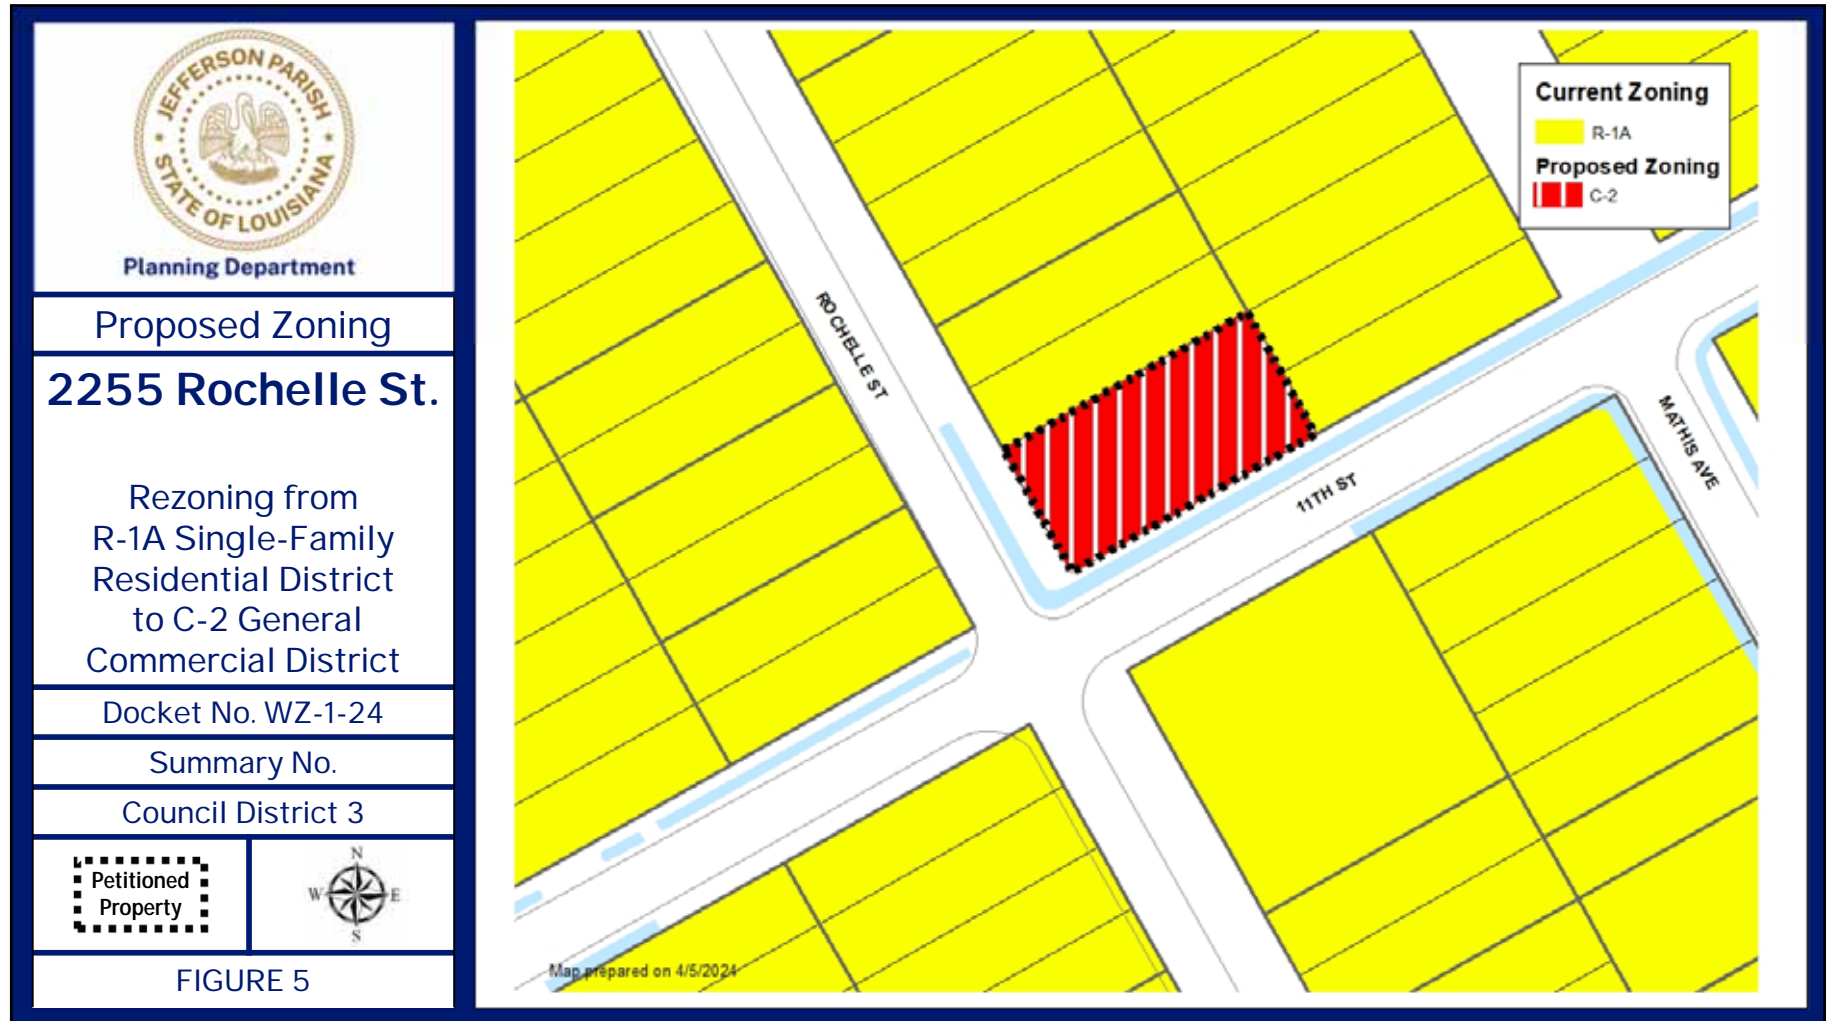 JEFFERSON PARISH
STATE OF LOUISIANA
Planning Department
Proposed Zoning
2255 Rochelle St.
Rezoning from
R-1A Single-Family
Residential District
to C-2 General
Commercial District
Docket No. WZ-1-24
Summary No.
Council District 3
Petitioned
Property
N
W
E
S
FIGURE 5
Current Zoning
R-1A
Proposed Zoning
C-2
ROCHELLE ST
11TH ST
MATHIS AVE
Map prepared on 4/5/2024